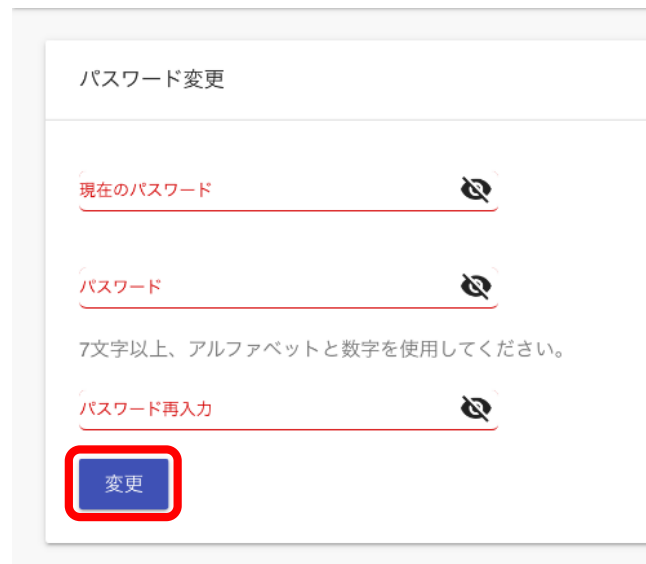 パスワード変更
現在のパスワード
パスワード
7文字以上、アルファベットと数字を使用してください。
パスワード再入力
変更